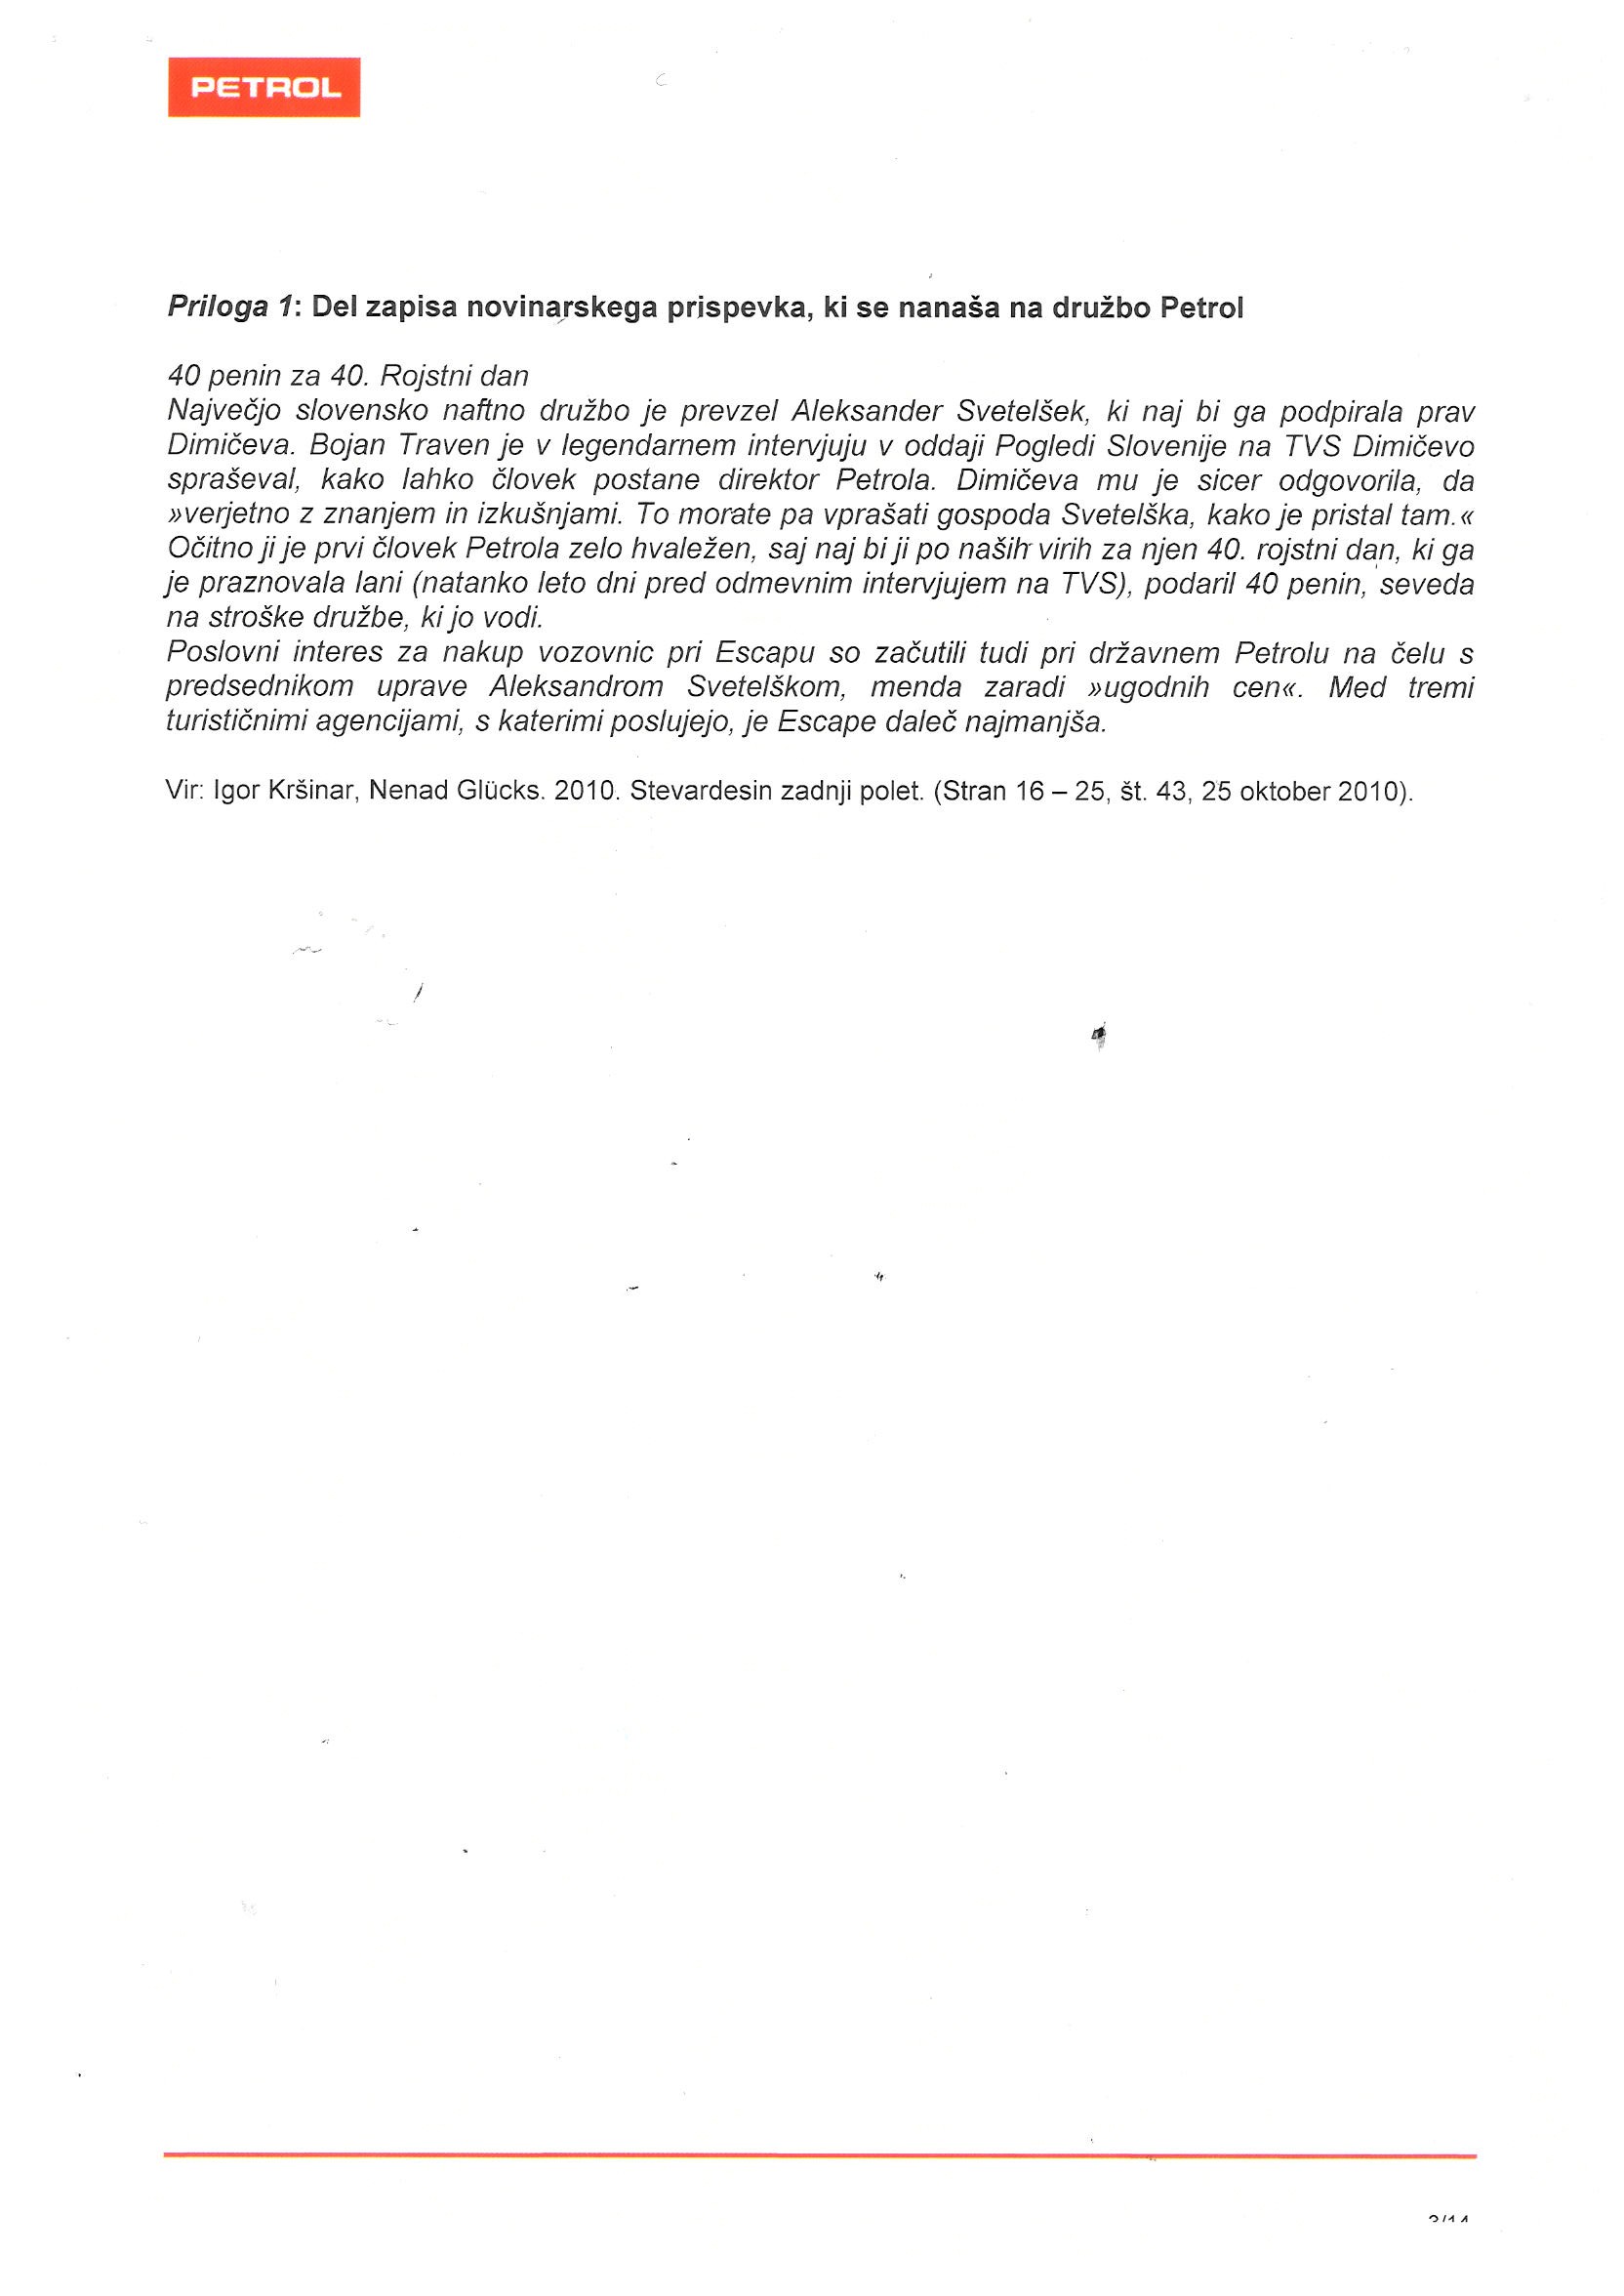 PETROL
Priloga 1: Del zapisa novinarskega prispevka, ki se nanaša na družbo Petrol
40 penin za 40. Rojstni dan
Največjo slovensko naftno družbo je prevzel Aleksander Svetelšek, ki naj bi ga podpirala prav
Dimičeva. Bojan Traven je v legendarnem intervjuju v oddaji Pogledi Slovenije na TVS Dimičevo
spraševal, kako lahko človek postane direktor Petrola. Dimičeva mu je sicer odgovorila, da
»verjetno z znanjem in izkušnjami. To morate pa vprašati gospoda Svetelška, kako je pristal tam.«
Očitno ji je prvi človek Petrola zelo hvaležen, saj naj bi ji po naših virih za njen 40. rojstni dan, ki ga
je praznovala lani (natanko leto dni pred odmevnim intervjujem na TVS), podaril 40 penin, seveda
na stroške družbe, ki jo vodi.
Poslovni interes za nakup vozovnic pri Escapu so začutili tudi pri državnem Petrolu na čelu s
predsednikom uprave Aleksandrom Svetelškom, menda zaradi »ugodnih cen«. Med tremi
turističnimi agencijami, s katerimi poslujejo, je Escape daleč najmanjša.
Vir: Igor Kršinar, Nenad Glücks. 2010. Stevardesin zadnji polet. (Stran 16 – 25, št. 43, 25 oktober 2010).